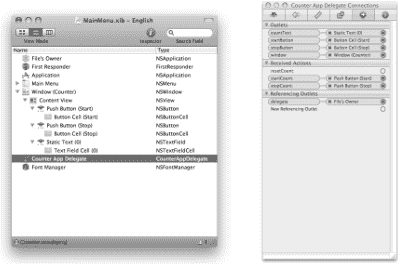 MainMenu.xib – English
View Mode
Inspector
Search Field
Name
Type
File's Owner
NSApplication
First Responder
FirstResponder
Application
NSApplication
Main Menu
NSMenu
Window (Counter)
NSWindow
Content View
NSView
Push Button (Start)
NSButton
Button Cell (Start)
NSButtonCell
Push Button (Stop)
NSButton
Button Cell (Stop)
NSButtonCell
Static Text (0)
NSTextField
Text Field Cell (0)
NSTextFieldCell
Counter App Delegate
CounterAppDelegate
Font Manager
NSFontManager
Counter.xcodeproj
Counter App Delegate Connections
Outlets
countText
Static Text (0)
startButton
Button Cell (Start)
stopButton
Button Cell (Stop)
window
Window (Counter)
Received Actions
resetCount:
startCount:
Push Button (Start)
stopCount:
Push Button (Stop)
Referencing Outlets
delegate
File's Owner
New Referencing Outlet